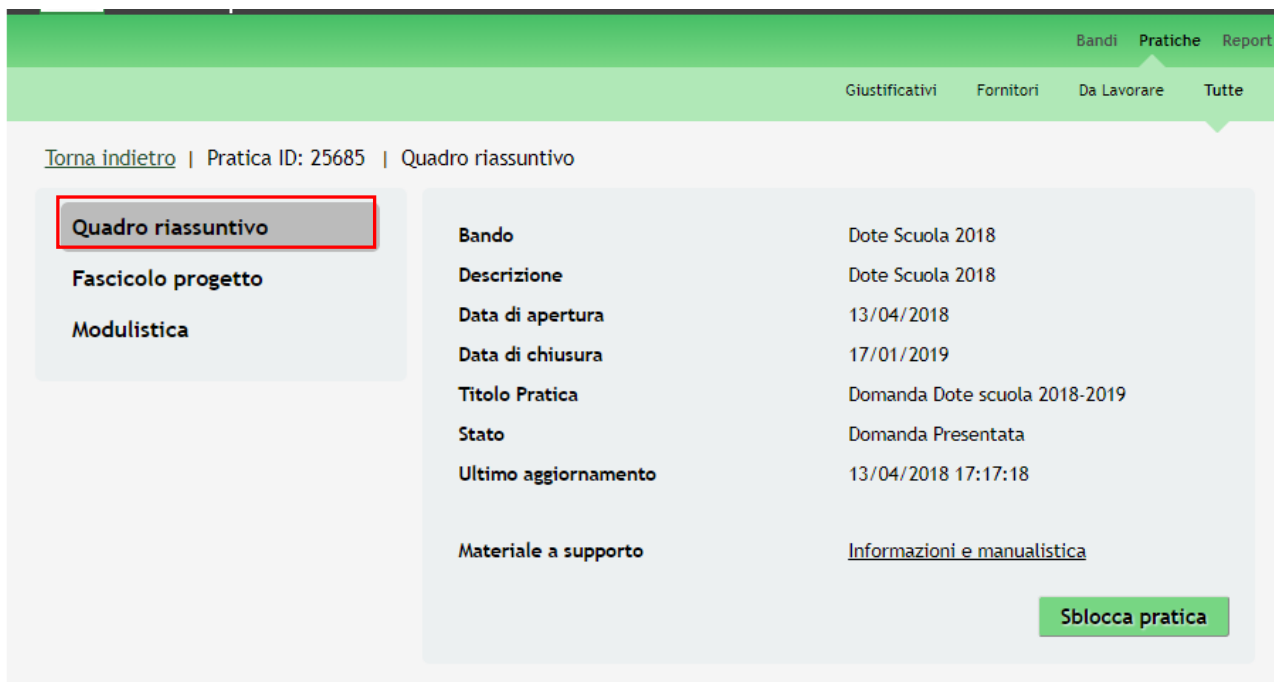 Bandi Pratiche Report
Giustificativi Fornitori Da Lavorare Tutte
Torna indietro | Pratica ID: 25685 | Quadro riassuntivo
Quadro riassuntivo
Fascicolo progetto
Modulistica
Bando Dote Scuola 2018
Descrizione Dote Scuola 2018
Data di apertura 13/04/2018
Data di chiusura 17/01/2019
Titolo Pratica Domanda Dote scuola 2018-2019
Stato Domanda Presentata
Ultimo aggiornamento 13/04/2018 17:17:18
Materiale a supporto Informazioni e manualistica
Sblocca pratica